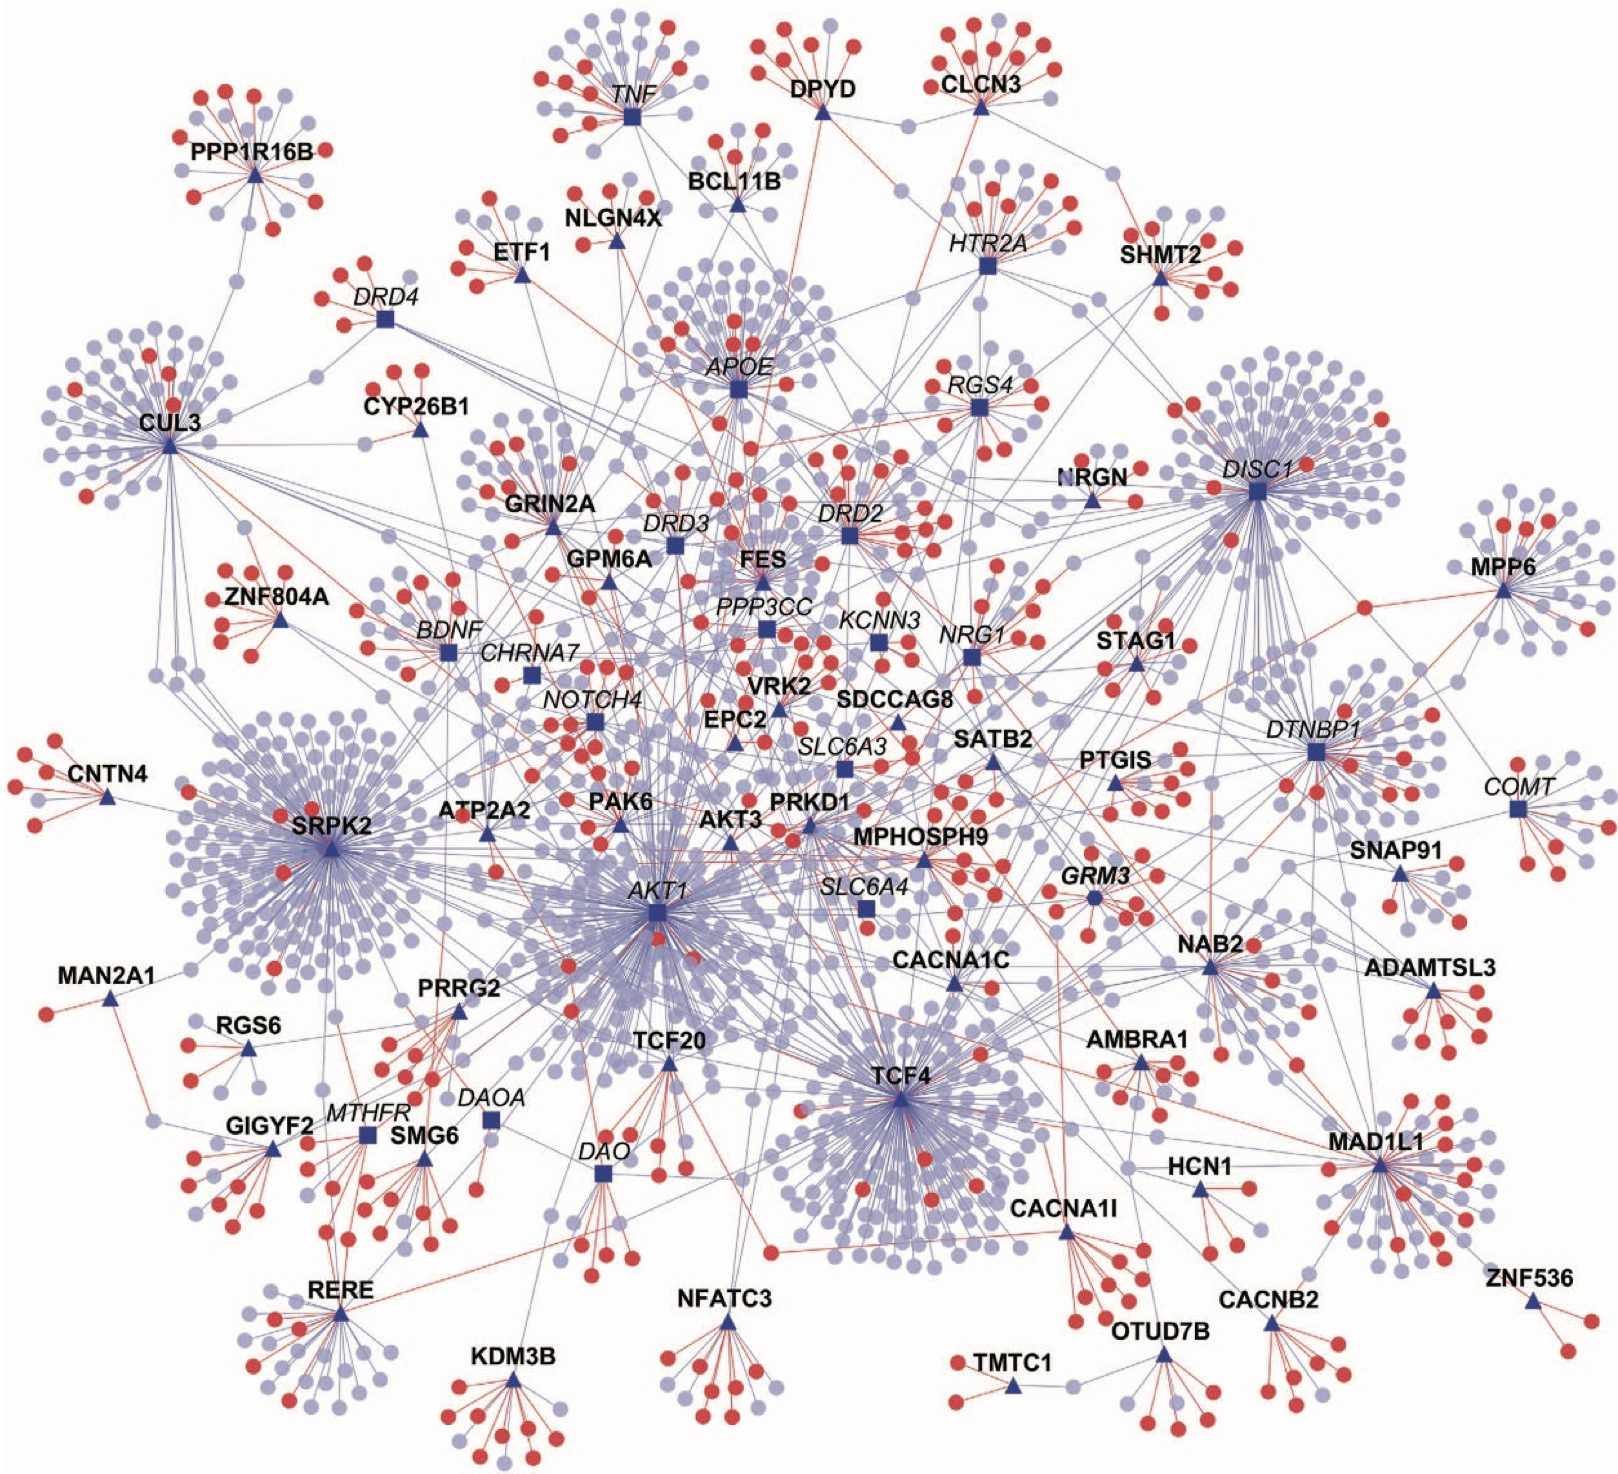 TNF
DPYD
CLCN3
PPP1R16B
BCL11B
NLGN4X
HTR2A
ETF1
SHMT2
DRD4
APOE
RGS4
CYP26B1
CUL3
DISC1
NRGN
GRIN2A
DRD3
DRD2
GPM6A
FES
MPP6
ZNF804A
PPP3CC
KCNN3
BDNF
NRG1
STAG1
CHRNA7
NOTCH4
VRK2
SDCCAG8
EPC2
DTNBP1
SLC6A3
SATB2
PTGIS
CNTN4
COMT
PAK6
PRKD1
ATP2A2
AKT3
SRPK2
MPHOSPH9
SNAP91
GRM3
AKT1
SLC6A4
NAB2
CACNA1C
ADAMTSL3
MAN2A1
PRRG2
RGS6
TCF20
AMBRA1
TCF4
DAOA
MTHFR
GIGYF2
SMG6
MAD1L1
DAO
HCN1
CACNA1I
ZNF536
RERE
NFATC3
CACNB2
OTUD7B
KDM3B
TMTC1